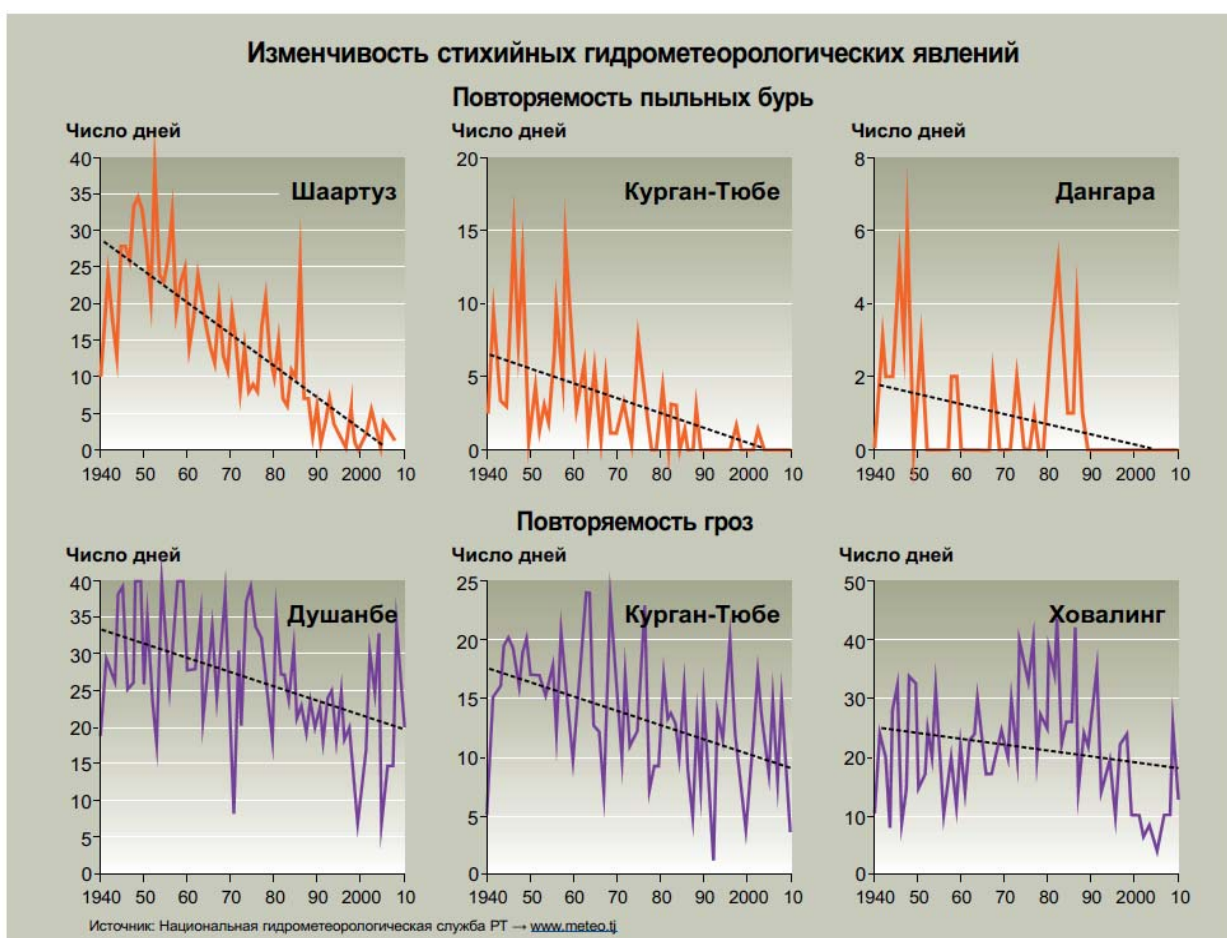 Изменчивость стихийных гидрометеорологических явлений
Повторяемость пыльных бурь
Число дней
Число дней
Число дней
40
35
30
25
20
15
10
5
0
Шаартуз
1940 50 60 70 80 90 2000 10
20
15
10
5
0
Курган-Тюбе
1940 50 60 70 80 90 2000 10
8
6
4
2
0
Дангара
1940 50 60 70 80 90 2000 10
Повторяемость гроз
Число дней
Число дней
Число дней
40
35
30
25
20
15
10
5
0
Душанбе
1940 50 60 70 80 90 2000 10
25
20
15
10
5
0
Курган-Тюбе
1940 50 60 70 80 90 2000 10
50
40
30
20
10
0
Ховалинг
1940 50 60 70 80 90 2000 10
Источник: Национальная гидрометеорологическая служба РТ → www.meteo.tj